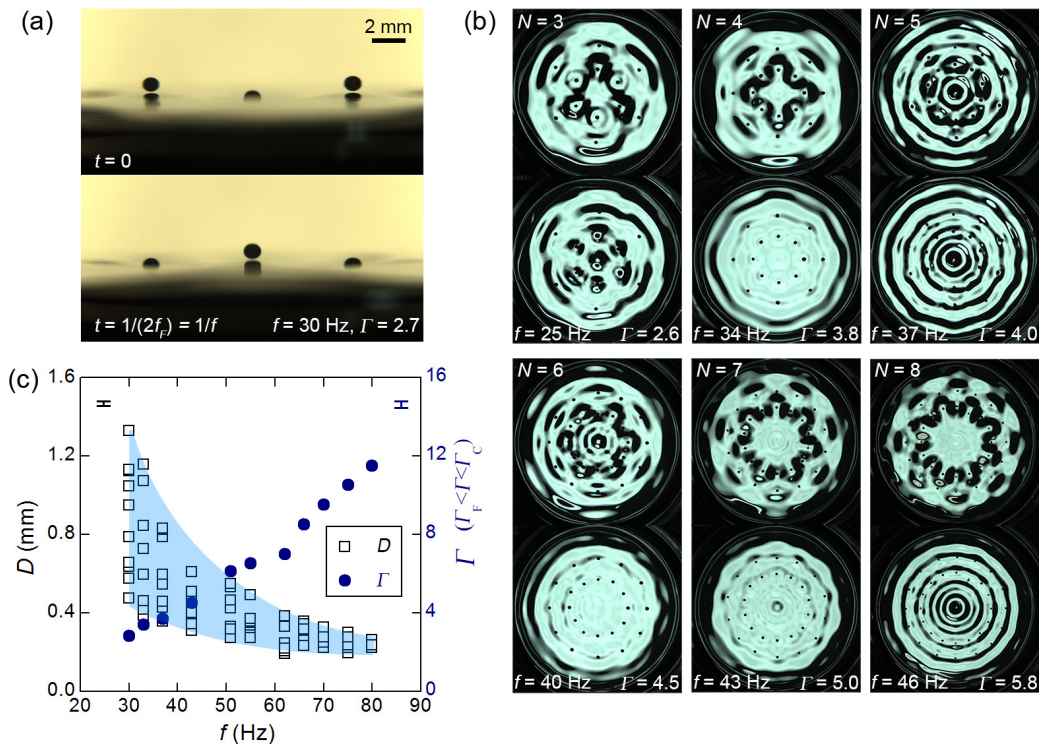 (a)
2 mm
t = 0
t = 1/(2f_F) = 1/f
f = 30 Hz, Γ = 2.7
(b)
N = 3
N = 4
N = 5
f = 25 Hz Γ = 2.6
f = 34 Hz Γ = 3.8
f = 37 Hz Γ = 4.0
N = 6
N = 7
N = 8
f = 40 Hz Γ = 4.5
f = 43 Hz Γ = 5.0
f = 46 Hz Γ = 5.8
(c)
1.6
1.2
0.8
0.4
0.0
D (mm)
20 30 40 50 60 70 80 90
f (Hz)
D
Γ
16
12
8
4
0
Γ (Γ_F<Γ<Γ_C)